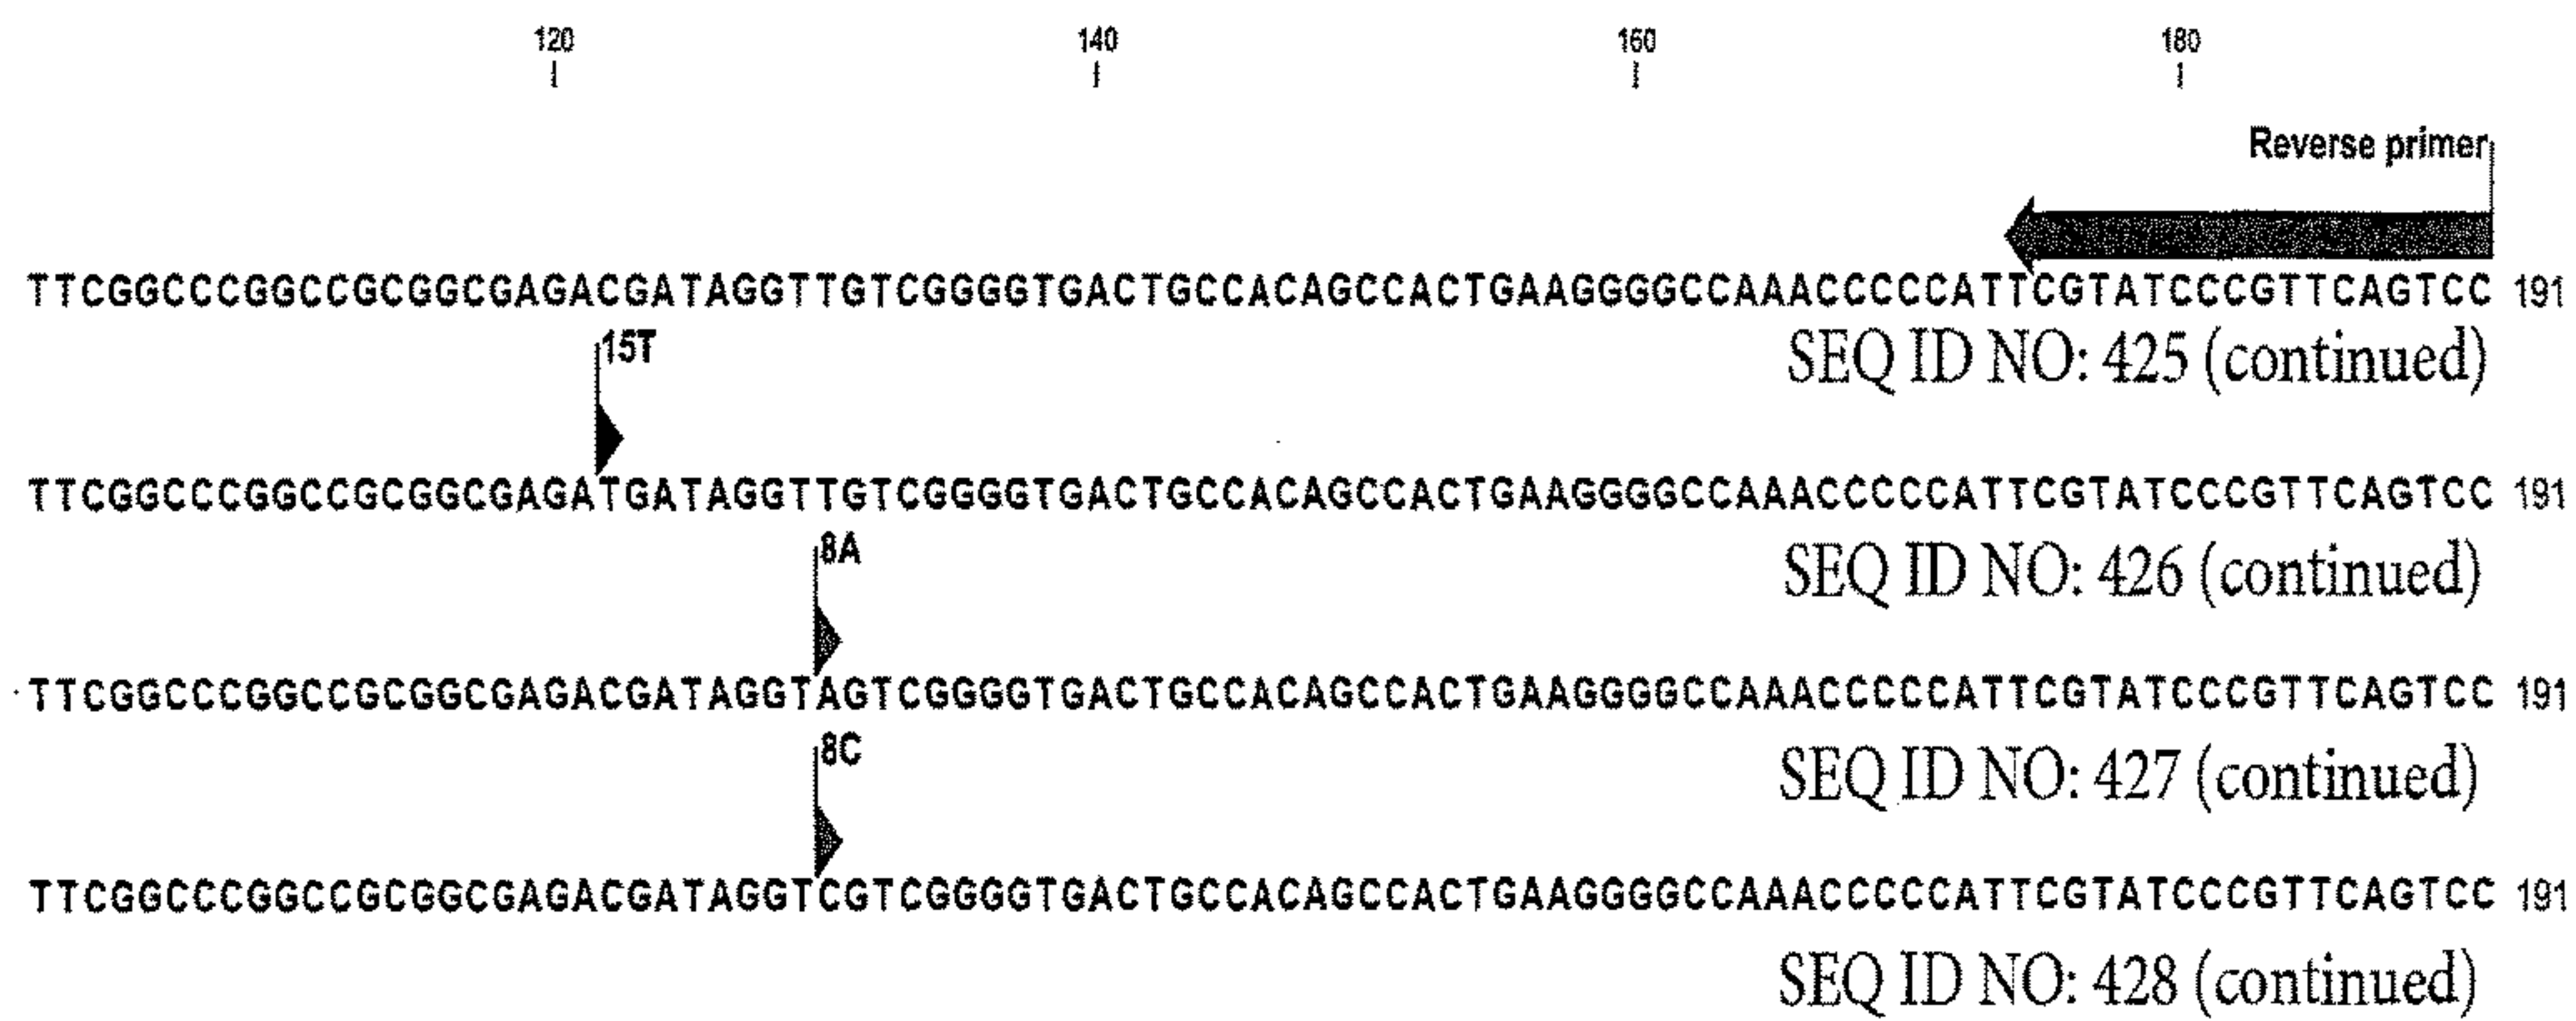 120 140 160 180
Reverse primer
TTCGGCCCGGCCGCGGCGAGACGATAGGTTGTCGGGGTGACTGCCACAGCCACTGAAGGGGCCAAACCCCCATTCGTATCCCGTTCAGTCC 191
SEQ ID NO: 425 (continued)
15T
TTCGGCCCGGCCGCGGCGAGATGATAGGTTGTCGGGGTGACTGCCACAGCCACTGAAGGGGCCAAACCCCCATTCGTATCCCGTTCAGTCC 191
SEQ ID NO: 426 (continued)
8A
TTCGGCCCGGCCGCGGCGAGACGATAGGTAGTCGGGGTGACTGCCACAGCCACTGAAGGGGCCAAACCCCCATTCGTATCCCGTTCAGTCC 191
SEQ ID NO: 427 (continued)
8C
TTCGGCCCGGCCGCGGCGAGACGATAGGTCGTCGGGGTGACTGCCACAGCCACTGAAGGGGCCAAACCCCCATTCGTATCCCGTTCAGTCC 191
SEQ ID NO: 428 (continued)